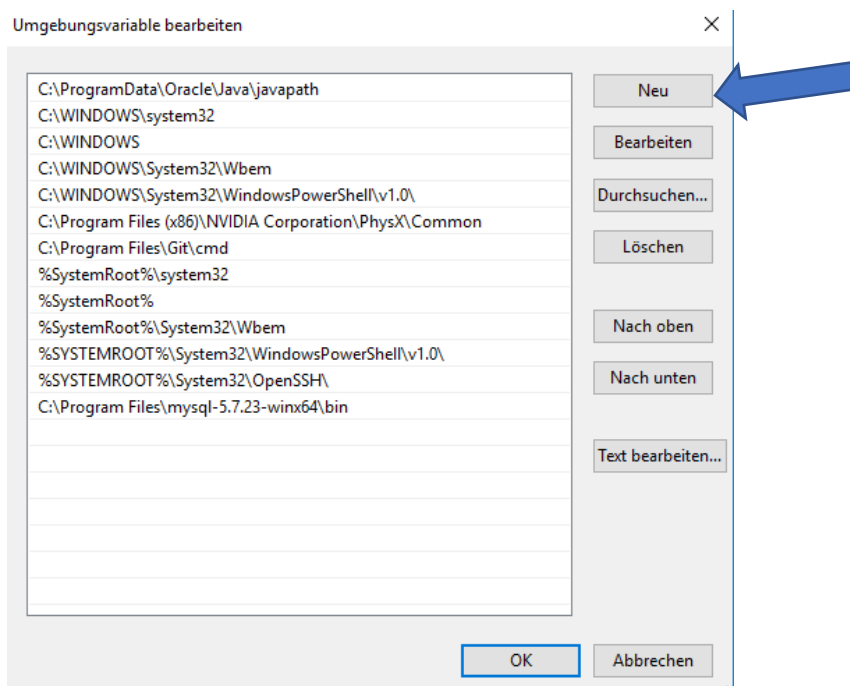 Umgebungsvariable bearbeiten
C:\ProgramData\Oracle\Java\javapath
C:\WINDOWS\system32
C:\WINDOWS
C:\WINDOWS\System32\Wbem
C:\WINDOWS\System32\WindowsPowerShell\v1.0\
C:\Program Files (x86)\NVIDIA Corporation\PhysX\Common
C:\Program Files\Git\cmd
%SystemRoot%\system32
%SystemRoot%
%SystemRoot%\System32\Wbem
%SYSTEMROOT%\System32\WindowsPowerShell\v1.0\
%SYSTEMROOT%\System32\OpenSSH\
C:\Program Files\mysql-5.7.23-winx64\bin
Neu
Bearbeiten
Durchsuchen...
Löschen
Nach oben
Nach unten
Text bearbeiten...
OK
Abbrechen